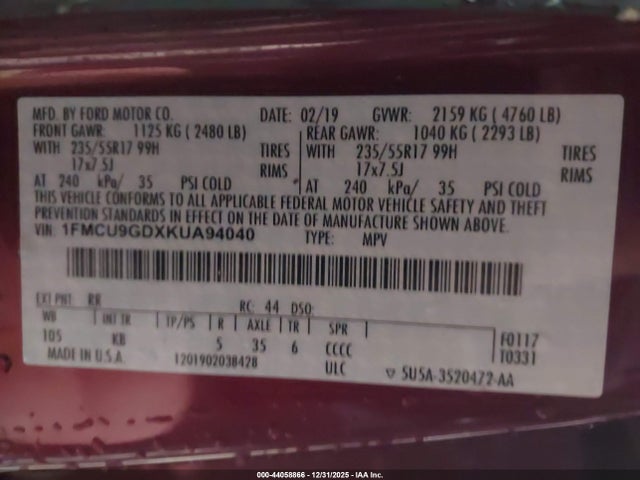 MFD. BY FORD MOTOR CO. DATE: 02/19 GVWR: 2159 KG ( 4760 LB)
FRONT GAWR: 1125 KG ( 2480 LB) REAR GAWR: 1040 KG ( 2293 LB)
WITH 235/55R17 99H TIRES WITH 235/55R17 99H TIRES
17x7.5J RIMS 17x7.5J RIMS
AT 240 kPa/ 35 PSI COLD AT 240 kPa/ 35 PSI COLD
THIS VEHICLE CONFORMS TO ALL APPLICABLE FEDERAL MOTOR VEHICLE SAFETY AND THEFT
PREVENTION STANDARDS IN EFFECT ON THE DATE OF MANUFACTURE SHOWN ABOVE.
VIN: 1FMCU9GDXKUA94040 TYPE: MPV
EXT PNT: RR RC: 44 DSO:
WB INT TR TP/PS R AXLE TR SPR F0117
105 KB 5 35 6 CCCC T0331
MADE IN U.S.A. 1201902038428 ULC ▽ SU5A-3520472-AA
000-44058866 - 12/31/2025 - IAA Inc.